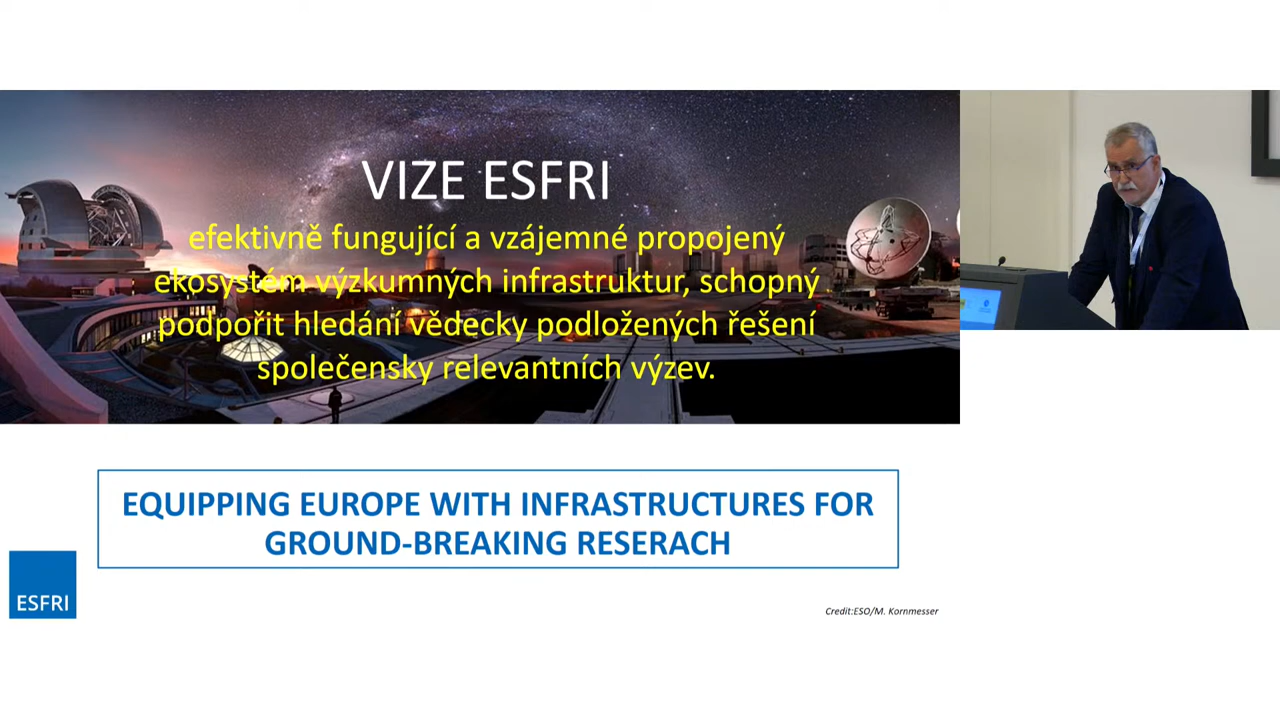 VIZE ESFRI
efektivně fungující a vzájemné propojený
ekosystém výzkumných infrastruktur, schopný
podpořit hledání vědecky podložených řešení
společensky relevantních výzev.
EQUIPPING EUROPE WITH INFRASTRUCTURES FOR
GROUND-BREAKING RESERACH
ESFRI
Credit:ESO/M. Kornmesser